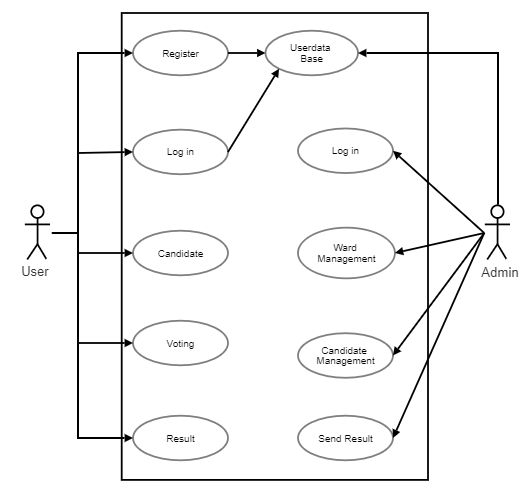 Register
Userdata
Base
Log in
Log in
User
Candidate
Ward
Management
Admin
Voting
Candidate
Management
Result
Send Result